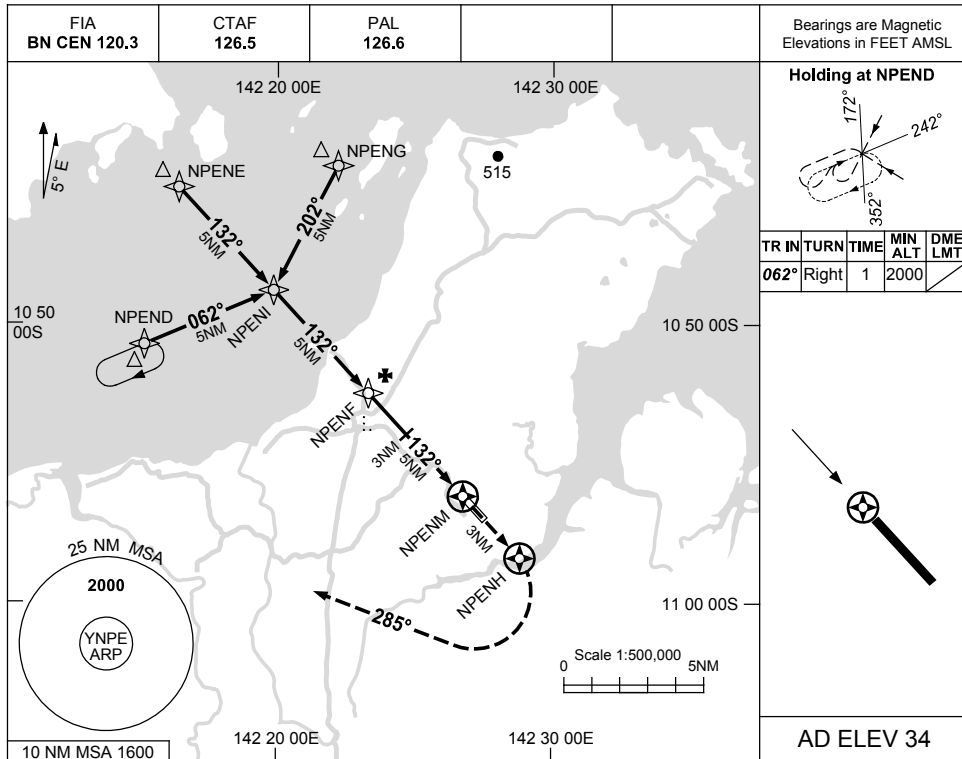 FIA
BN CEN 120.3
CTAF
126.5
PAL
126.6
Bearings are Magnetic
Elevations in FEET AMSL
142 20 00E
142 30 00E
5° E
NPENE
NPENG
515
132°
5NM
202°
5NM
10 50
00S
NPEND
062°
5NM
NPENI
132°
5NM
10 50 00S
NPENF
132°
3NM
5NM
NPENM
3NM
NPENH
285°
11 00 00S
25 NM MSA
2000
YNPE
ARP
10 NM MSA 1600
Scale 1:500,000
0
5NM
142 20 00E
142 30 00E
Holding at NPEND
172°
242°
352°
TR IN TURN TIME MIN ALT DME LMT
062° Right 1 2000
AD ELEV 34